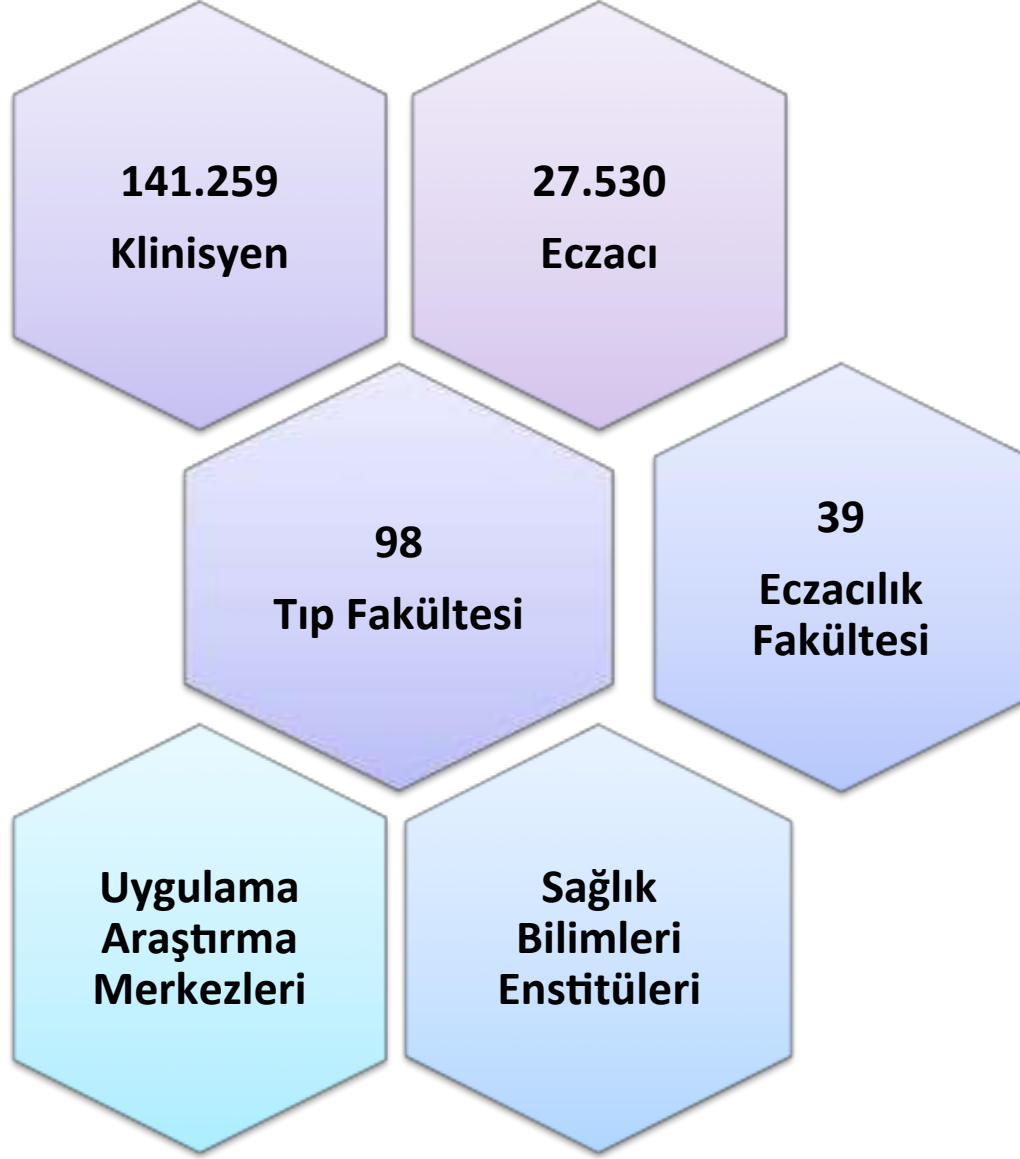 141.259
Klinisyen
27.530
Eczacı
98
Tıp Fakültesi
39
Eczacılık
Fakültesi
Uygulama
Araştırma
Merkezleri
Sağlık
Bilimleri
Enstitüleri